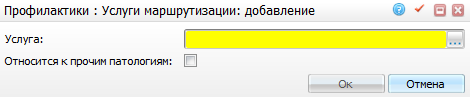 Профилактики : Услуги маршрутизации: добавление
Услуга:
...
Относится к прочим патологиям:
Ок Отмена